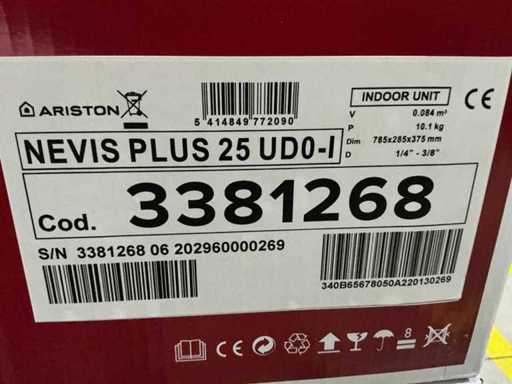 ARISTON
5 414849 772090
INDOOR UNIT
V 0.084 m³
P 10.1 kg
Dim 785x285x375 mm
D 1/4" - 3/8"
CE
NEVIS PLUS 25 UD0-I
Cod. 3381268
S/N 3381268 06 202960000269
340B65678050A220130269
CE
8